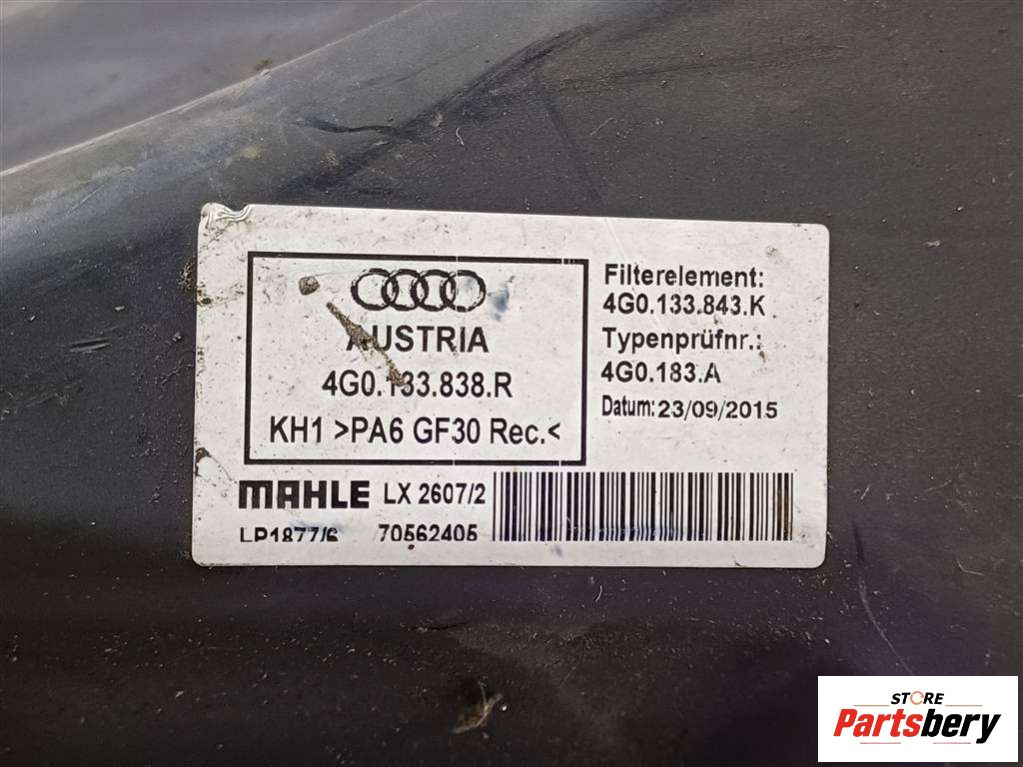 AUSTRIA
4G0.133.838.R
KH1 >PA6 GF30 Rec.<
Filterelement:
4G0.133.843.K
Typenprüfnr.:
4G0.183.A
Datum: 23/09/2015
MAHLE LX 2607/2
LP1877/6 70562405
STORE
Partsbery